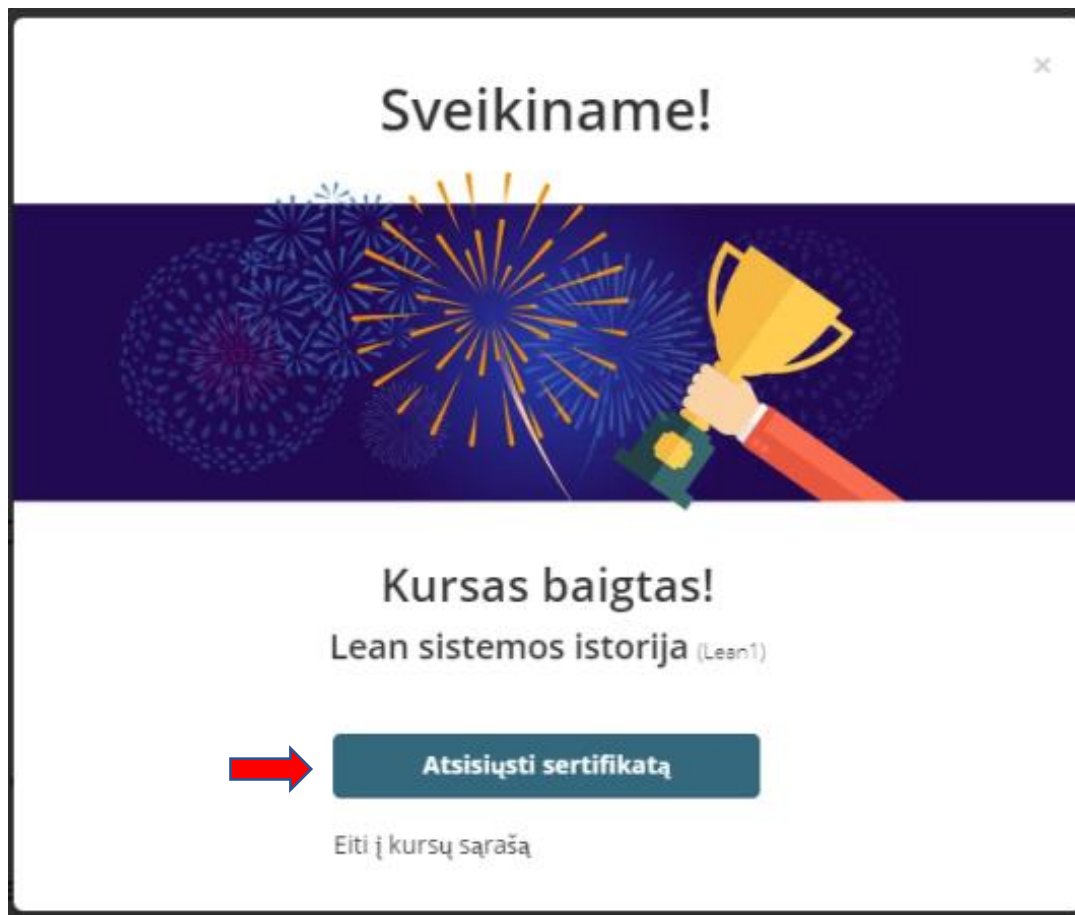 Sveikiname!
Kursas baigtas!
Lean sistemos istorija (Lean1)
Atsisiųsti sertifikatą
Eiti į kursų sąrašą